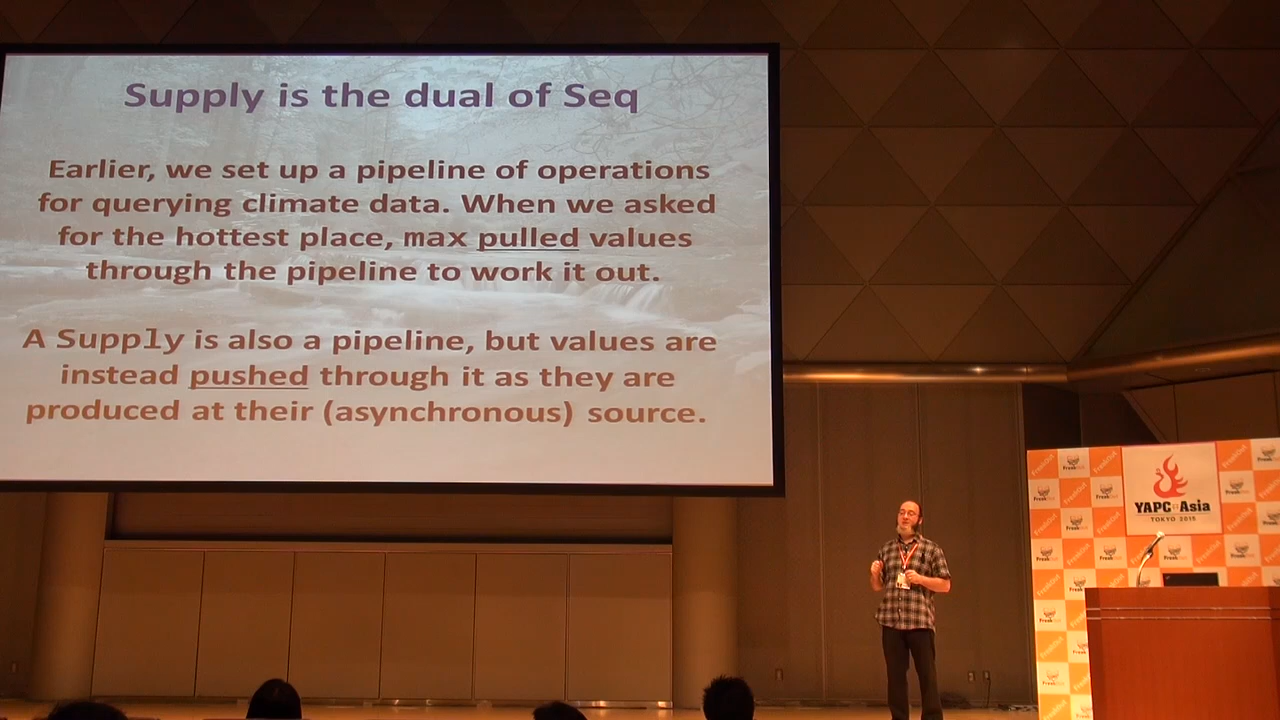 Supply is the dual of Seq
Earlier, we set up a pipeline of operations
for querying climate data. When we asked
for the hottest place, max pulled values
through the pipeline to work it out.
A Supply is also a pipeline, but values are
instead pushed through it as they are
produced at their (asynchronous) source.
YAPC::Asia
TOKYO 2015
FreakOut